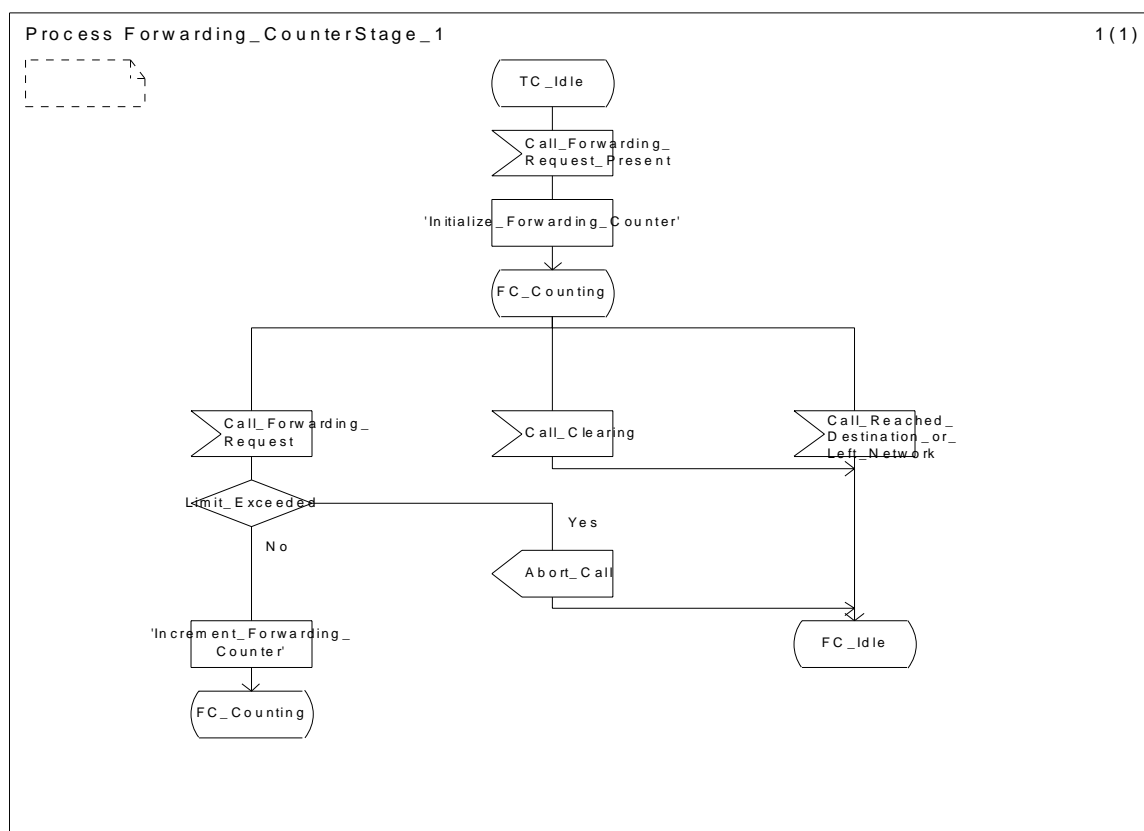 Process Forwarding_CounterStage_1
1(1)
TC_Idle
Call_Forwarding_
Request_Present
'Initialize_Forwarding_Counter'
FC_Counting
Call_Forwarding_
Request
Call_Clearing
Call_Reached_
Destination_or_
Left_Network
Limit_Exceeded
Yes
No
Abort_Call
'Increment_Forwarding_
Counter'
FC_Idle
FC_Counting